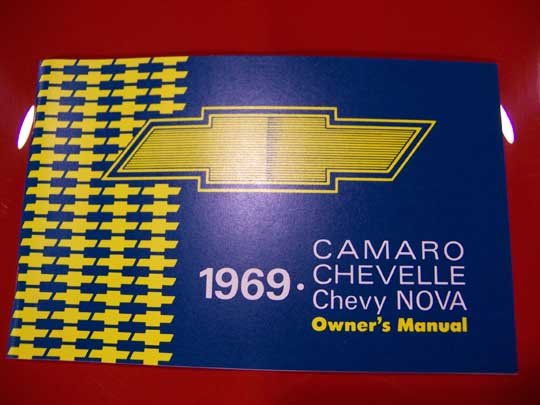 1969 · CAMARO
CHEVELLE
Chevy NOVA
Owner's Manual